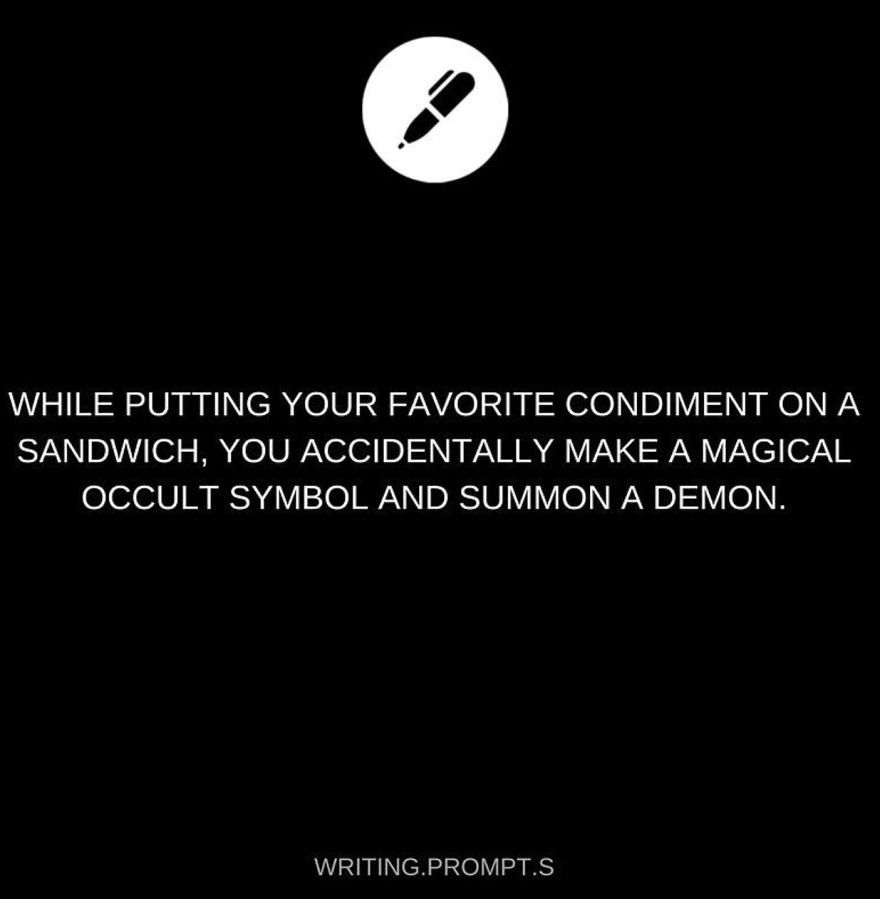 WHILE PUTTING YOUR FAVORITE CONDIMENT ON A
SANDWICH, YOU ACCIDENTALLY MAKE A MAGICAL
OCCULT SYMBOL AND SUMMON A DEMON.
WRITING.PROMPT.S